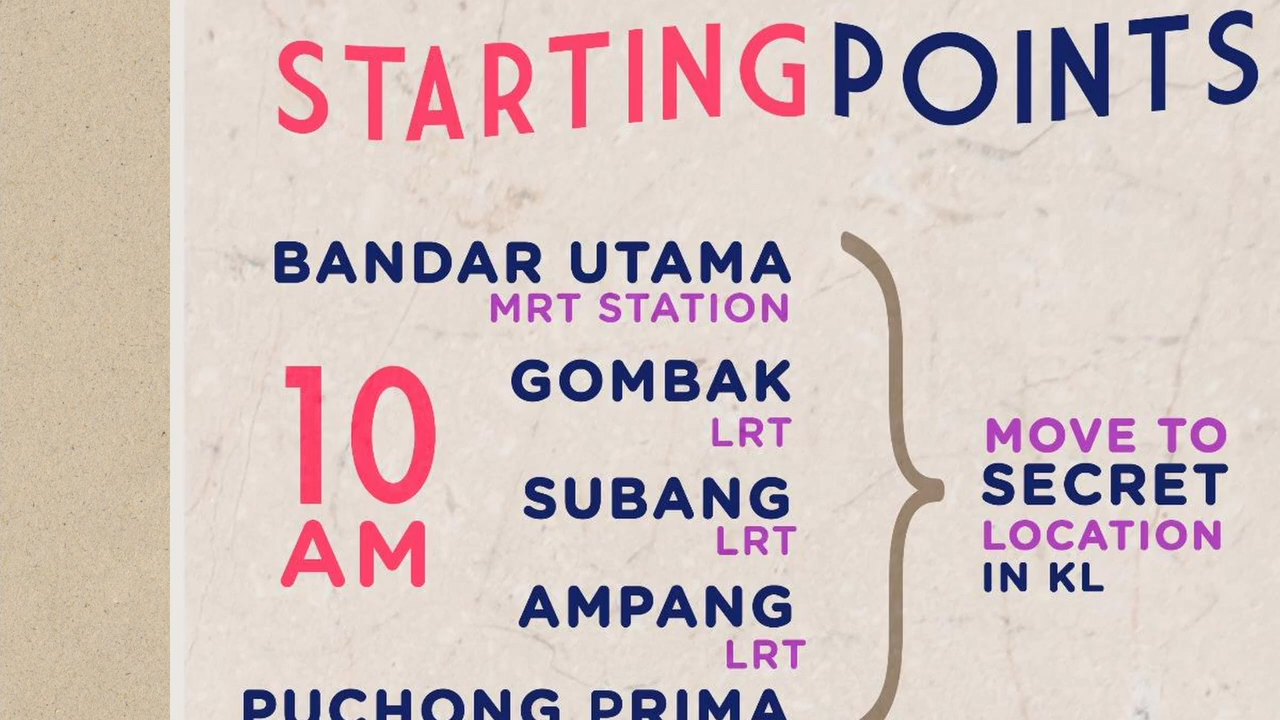 STARTING POINTS
BANDAR UTAMA
MRT STATION
GOMBAK
LRT
10
AM
SUBANG
LRT
AMPANG
LRT
PUCHONG PRIMA
MOVE TO
SECRET
LOCATION
IN KL